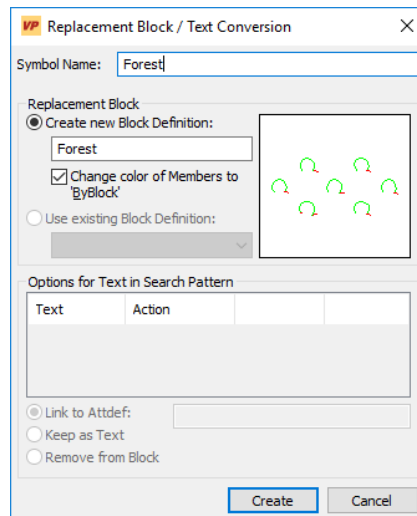 VP Replacement Block / Text Conversion
Symbol Name: Forest
Replacement Block
Create new Block Definition:
Forest
Change color of Members to
'ByBlock'
Use existing Block Definition:
Options for Text in Search Pattern
Text Action
Link to Attdef:
Keep as Text
Remove from Block
Create Cancel